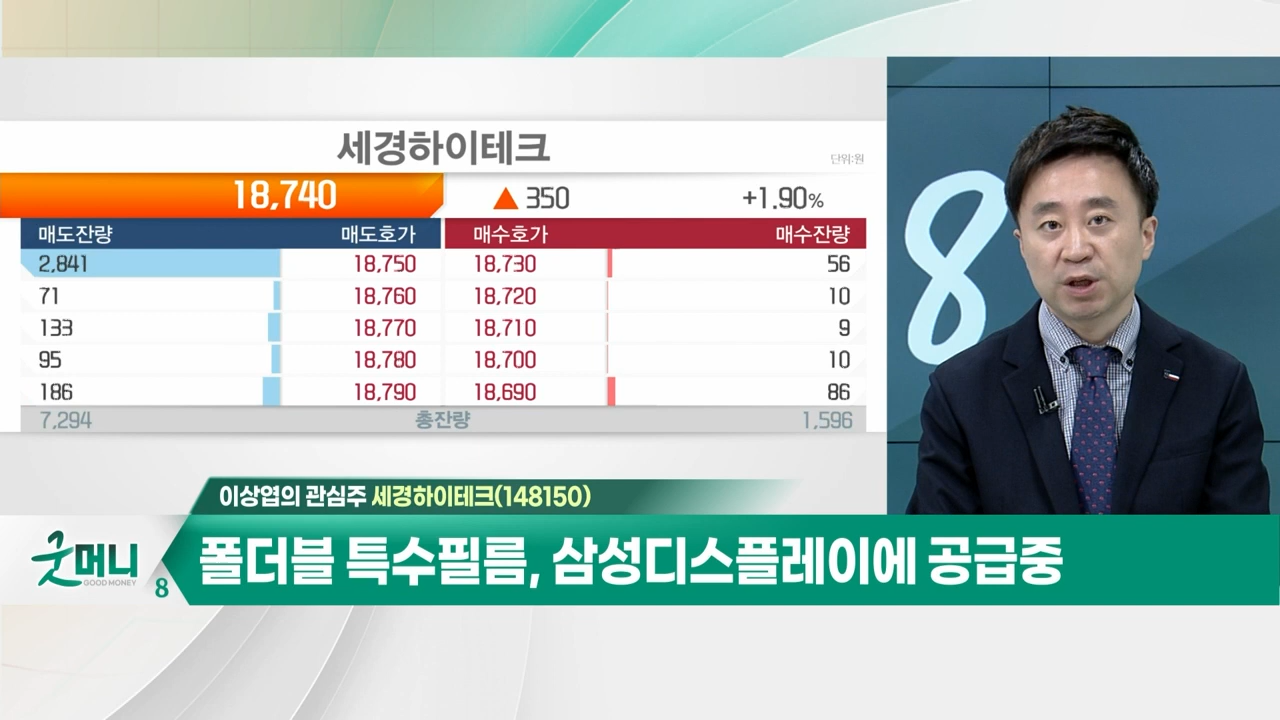 세경하이테크
단위:원
18,740 ▲ 350 +1.90%
매도잔량 매도호가 매수호가 매수잔량
2,841 18,750 18,730 56
71 18,760 18,720 10
133 18,770 18,710 9
95 18,780 18,700 10
186 18,790 18,690 86
7,294 총잔량 1,596
8
이상엽의 관심주 세경하이테크(148150)
굿머니
GOOD MONEY
8
폴더블 특수필름, 삼성디스플레이에 공급중